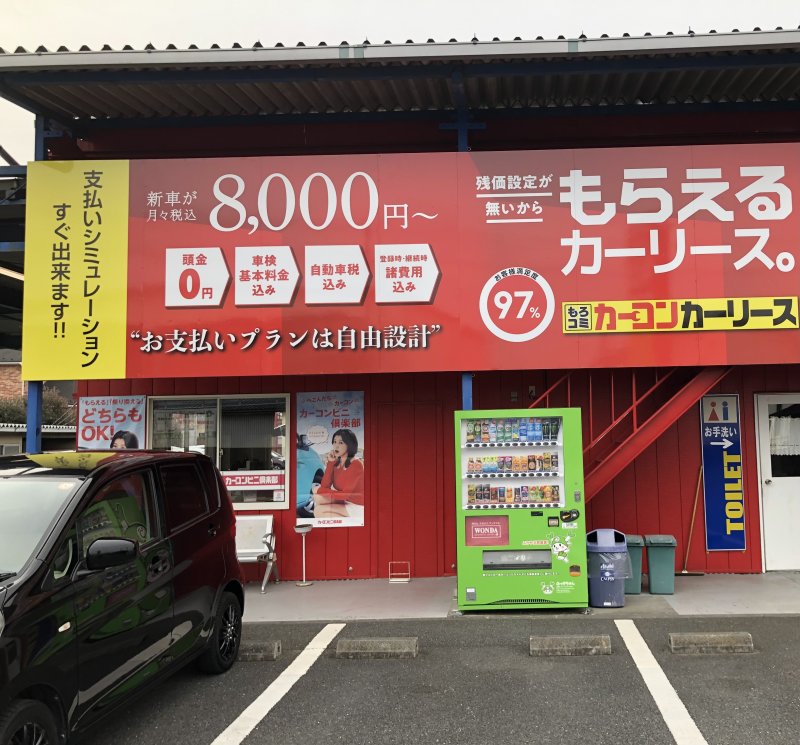 支払いシミュレーション
すぐ出来ます!!
新車が
月々税込
8,000円～
頭金
0円
車検
基本料金
込み
自動車税
込み
登録時・継続時
諸費用
込み
“お支払いプランは自由設計”
残価設定が
無いから
もらえる
カーリース。
お客様満足度
97%
もろ
コミ
カーコンカーリース
「もらえる」「乗り換え」
どちらも
OK!
カーコンビニ倶楽部
カーコンビニ
倶楽部
WONDA
お手洗い
TOILET